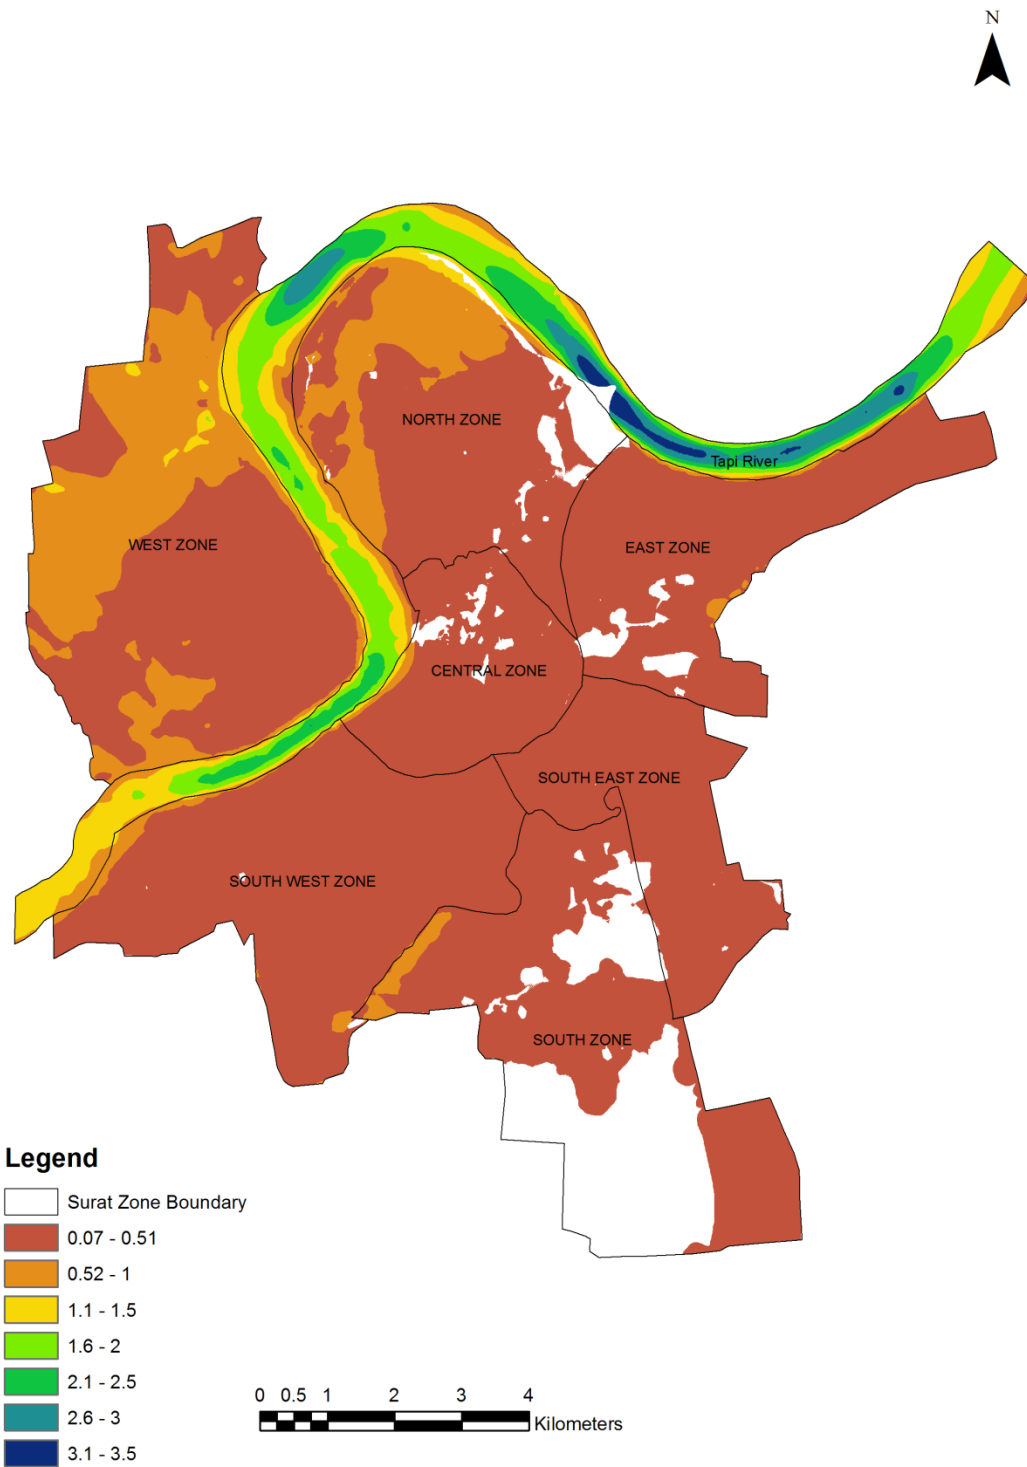 N
NORTH ZONE
Tapi River
WEST ZONE
EAST ZONE
CENTRAL ZONE
SOUTH EAST ZONE
SOUTH WEST ZONE
SOUTH ZONE
Legend
Surat Zone Boundary
0.07 - 0.51
0.52 - 1
1.1 - 1.5
1.6 - 2
2.1 - 2.5
2.6 - 3
3.1 - 3.5
0 0.5 1 2 3 4
Kilometers